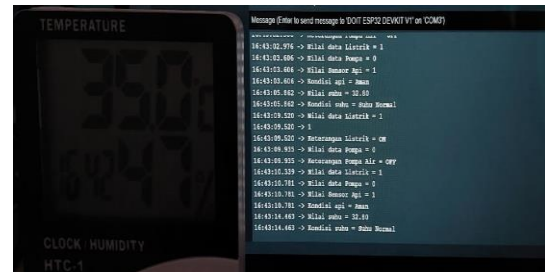 TEMPERATURE
35.0
47%
CLOCK / HUMIDITY
HTC-1
Message (Enter to send message to 'DOIT ESP32 DEVKIT V1' on 'COM3')
16:43:02.976 -> Nilai data Listrik = 1
16:43:03.606 -> Nilai data Pompa = 0
16:43:03.606 -> Nilai Sensor Api = 1
16:43:03.606 -> Kondisi api = Aman
16:43:05.862 -> Nilai suhu = 32.80
16:43:05.862 -> Kondisi suhu = Suhu Normal
16:43:09.520 -> Nilai data Listrik = 1
16:43:09.520 -> 1
16:43:09.520 -> Keterangan Listrik = ON
16:43:09.935 -> Nilai data Pompa = 0
16:43:09.935 -> Keterangan Pompa Air = OFF
16:43:10.339 -> Nilai data Listrik = 1
16:43:10.781 -> Nilai data Pompa = 0
16:43:10.781 -> Nilai Sensor Api = 1
16:43:10.781 -> Kondisi api = Aman
16:43:14.463 -> Nilai suhu = 32.80
16:43:14.463 -> Kondisi suhu = Suhu Normal